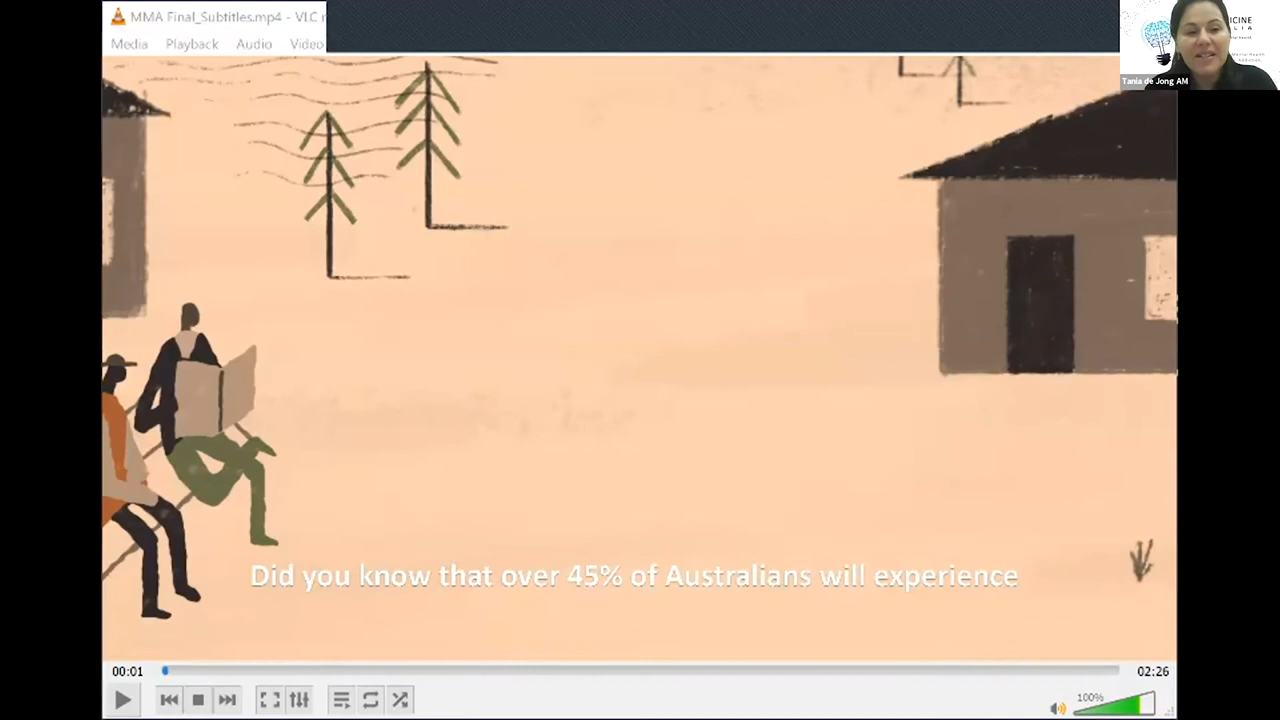 MMA Final_Subtitles.mp4 - VLC
Media Playback Audio Video
Tania de Jong AM
Did you know that over 45% of Australians will experience
00:01
02:26
100%